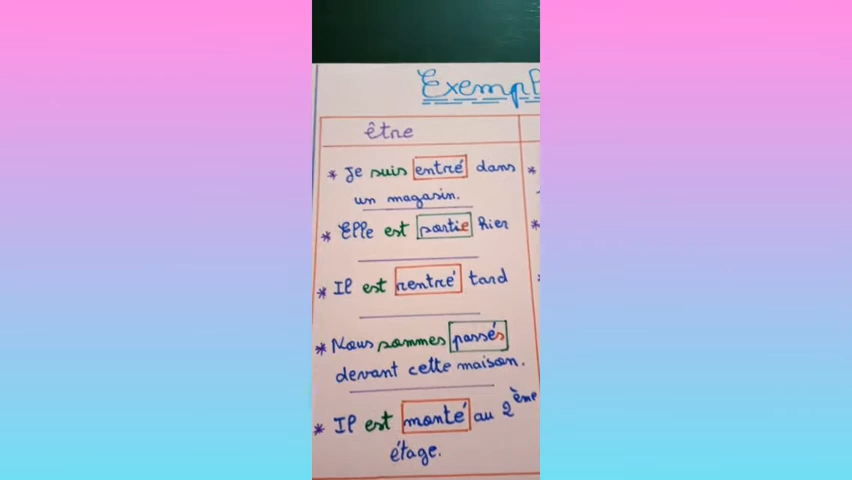 Exempl
être
* Je suis entré dans
un magasin.
* Elle est partie hier
* Il est rentré tard
* Nous sommes passés
devant cette maison.
* Il est monté au 2ème
étage.